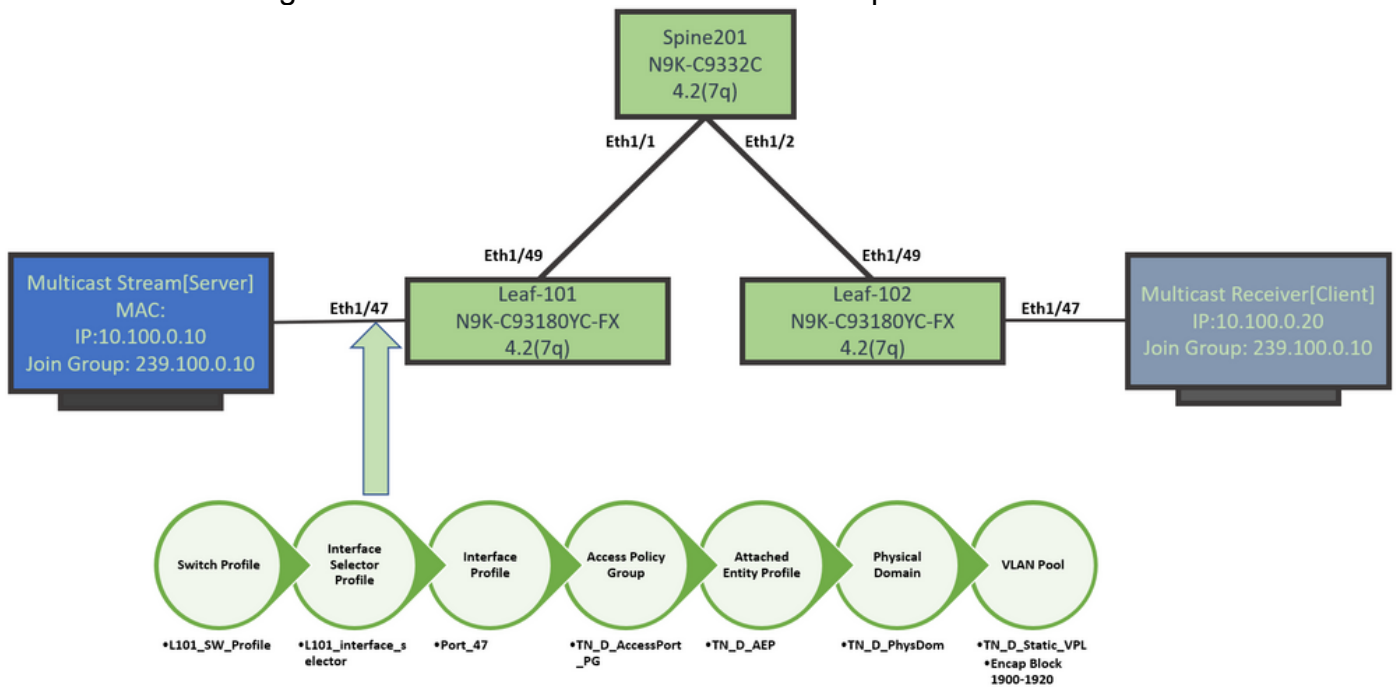 Spine201
N9K-C9332C
4.2(7q)
Eth1/1
Eth1/2
Eth1/49
Eth1/49
Multicast Stream[Server]
MAC:
IP:10.100.0.10
Join Group: 239.100.0.10
Eth1/47
Leaf-101
N9K-C93180YC-FX
4.2(7q)
Leaf-102
N9K-C93180YC-FX
4.2(7q)
Eth1/47
Multicast Receiver[Client]
IP:10.100.0.20
Join Group: 239.100.0.10
Switch Profile
Interface
Selector
Profile
Interface
Profile
Access Policy
Group
Attached
Entity Profile
Physical
Domain
VLAN Pool
•L101_SW_Profile
•L101_interface_s
elector
•Port_47
•TN_D_AccessPort
_PG
•TN_D_AEP
•TN_D_PhysDom
•TN_D_Static_VPL
•Encap Block
1900-1920